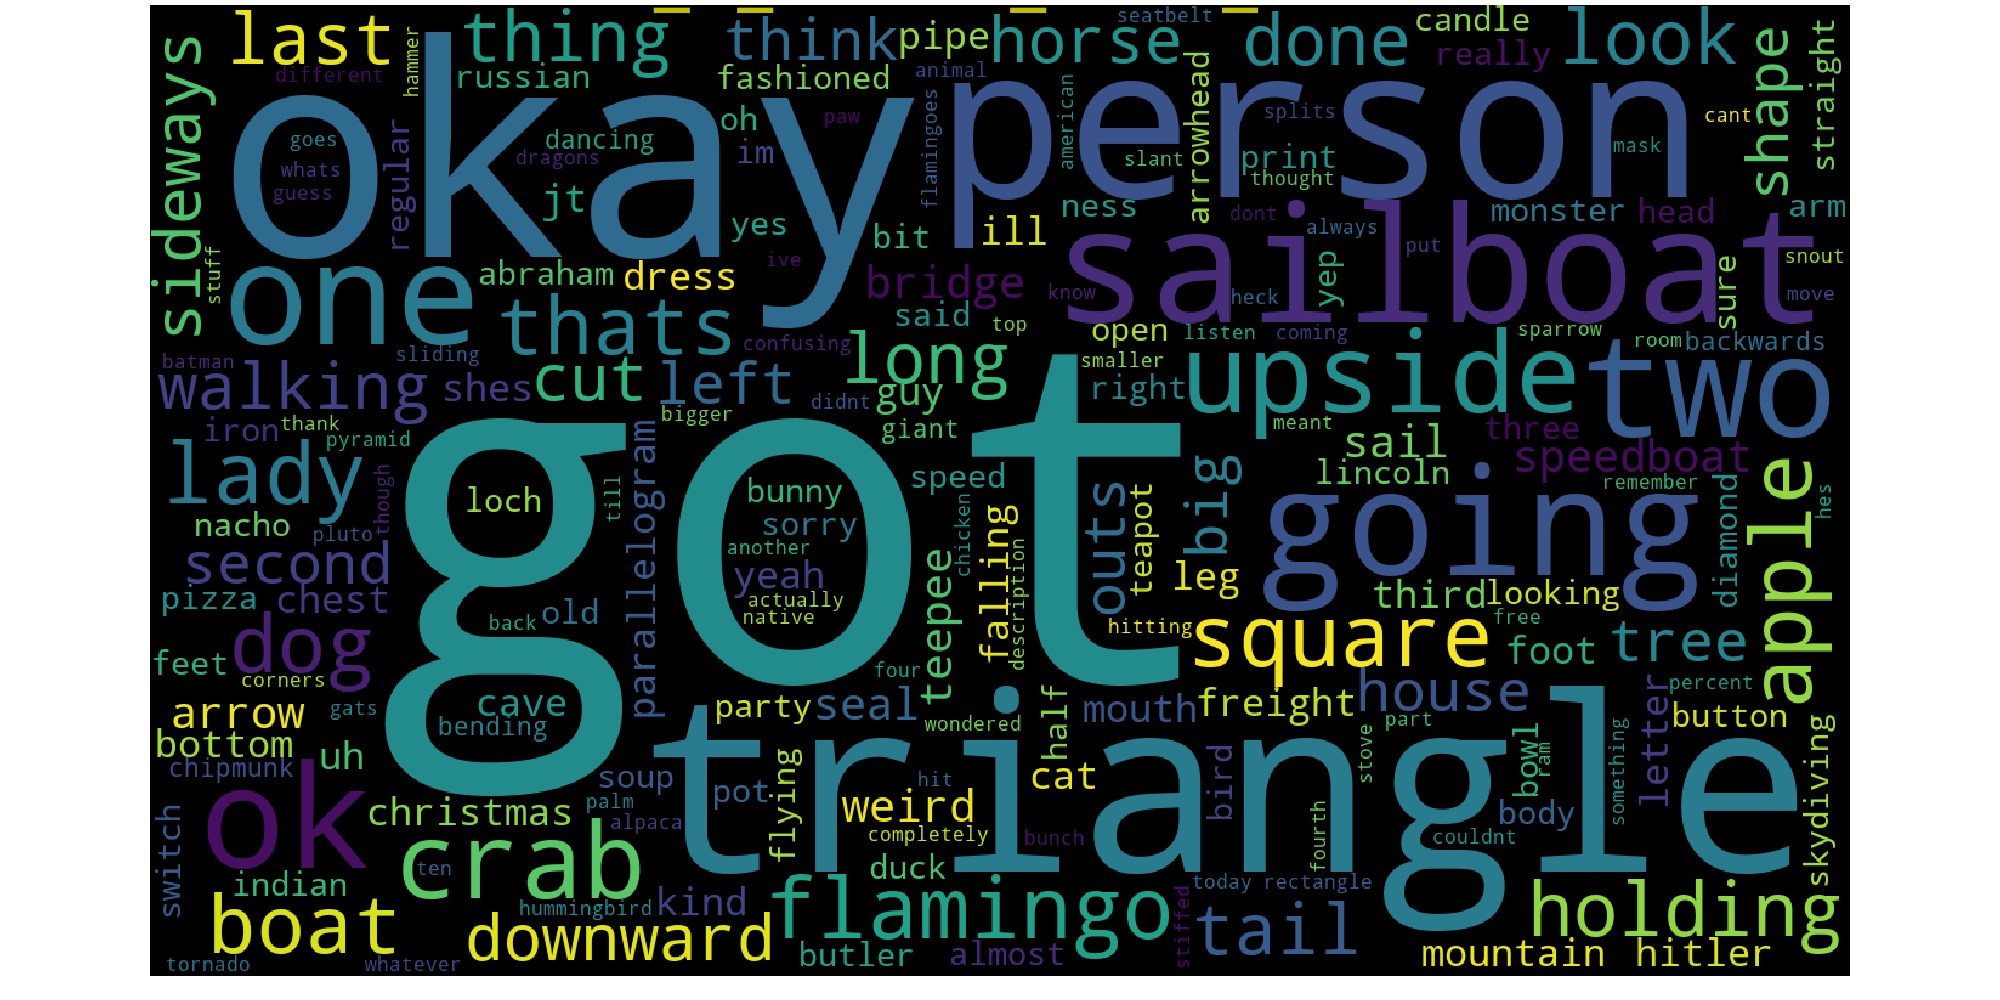 last
thing
think
pipe
horse
seatbelt
done
candle
really
look
sideways
different
hammer
russian
fashioned
animal
arrowhead
shape
straight
okay
person
goes
whats
guess
regular
dancing
dragons
jt
oh
im
paw
flamingoes
american
slant
splits
print
thought
cant
mask
yes
bit
ill
ness
dont
always
monster
head
arm
sailboat
put
snout
stuff
one
abraham
dress
ive
bridge
know
heck
yep
sure
move
thats
said
top
open
listen
coming
sparrow
room
backwards
batman
sliding
confusing
long
smaller
upside
two
walking
shes
cut
left
guy
right
didnt
bigger
giant
meant
iron
thank
pyramid
sail
three
speedboat
lady
though
got
parallelogram
till
loch
bunny
speed
lincoln
remember
nacho
pluto
sorry
another
chicken
outs
teapot
big
going
diamond
apple
hes
second
yeah
actually
native
falling
description
leg
third
looking
free
pizza
chest
old
back
teepee
hitting
square
foot
tree
dog
feet
corners
four
percent
arrow
gats
cave
bending
party
seal
wondered
half
mouth
freight
house
letter
button
bottom
uh
triangle
part
chipmunk
soup
pot
flying
hit
cat
bird
stove
bowl
ram
something
skydiving
switch
ok
christmas
palm
alpaca
weird
completely
bunch
fourth
body
couldnt
crab
ten
duck
indian
hummingbird
kind
flamingo
today
rectangle
boat
downward
butler
almost
stiffed
tail
holding
mountain
hitler
tornado
whatever